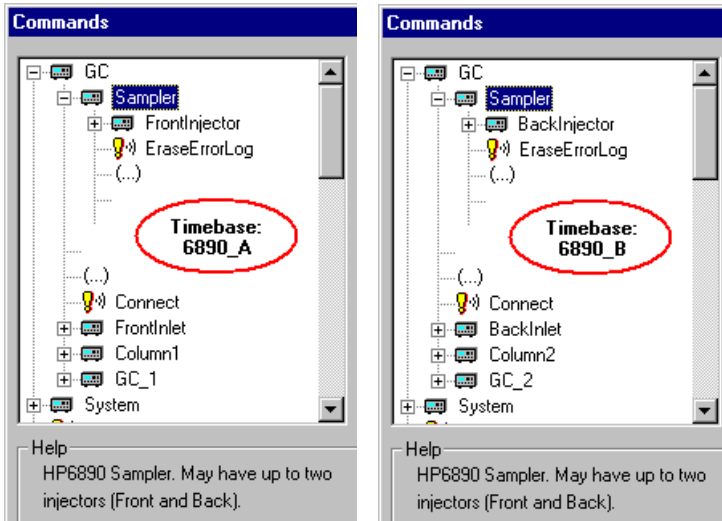 Commands
GC
Sampler
FrontInjector
EraseErrorLog
(...)
Timebase:
6890_A
(...)
Connect
FrontInlet
Column1
GC_1
System
Help
HP6890 Sampler. May have up to two
injectors (Front and Back).
Commands
GC
Sampler
BackInjector
EraseErrorLog
(...)
Timebase:
6890_B
(...)
Connect
BackInlet
Column2
GC_2
System
Help
HP6890 Sampler. May have up to two
injectors (Front and Back).